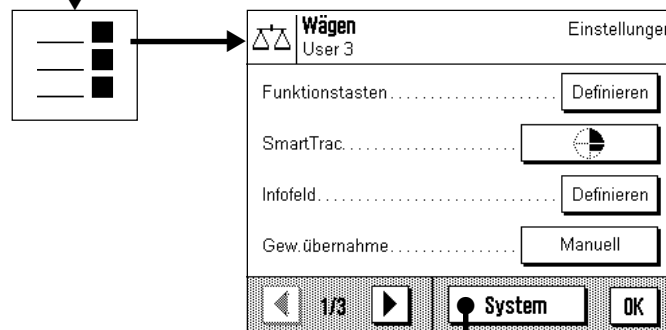 Wägen
User 3
Einstellungen
Funktionstasten.................... Definieren
SmartTrac.....................
Infofeld............................. Definieren
Gew.übernahme............... Manuell
1/3 System OK